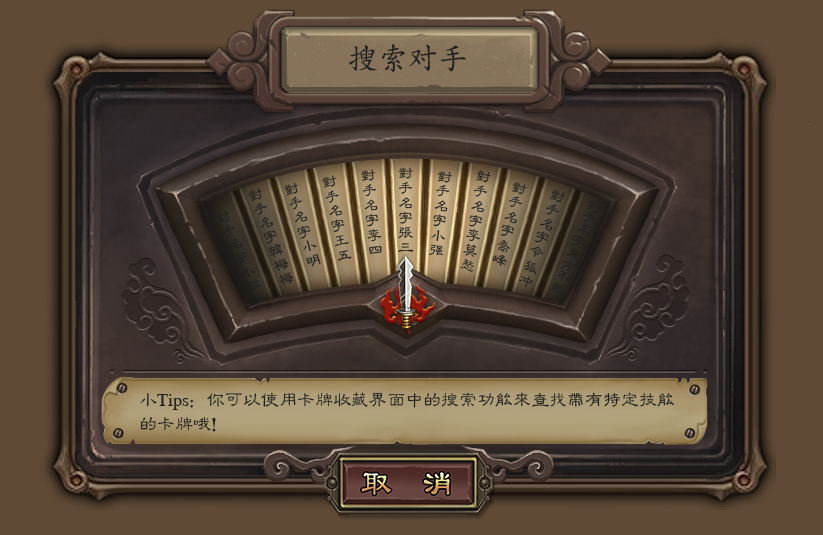 搜索对手
對手名字韓梅梅
對手名字小明
對手名字王五
對手名字李四
對手名字張三
對手名字小强
對手名字李莫愁
對手名字喬峰
對手名字令狐冲
小Tips：你可以使用卡牌收藏界面中的搜索功能來查找帶有特定技能
的卡牌哦！
取 消